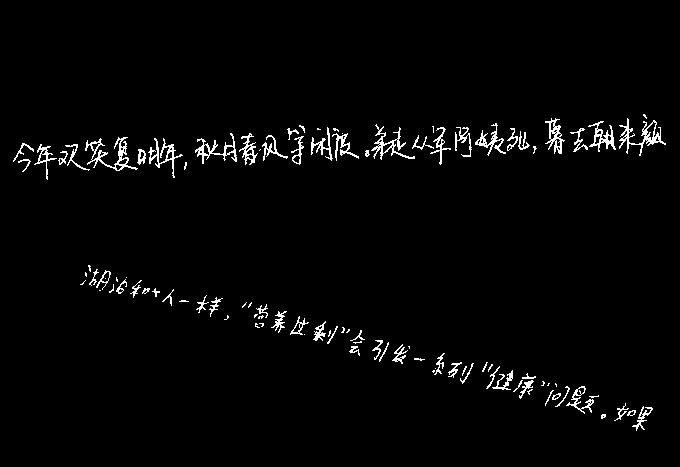 今年欢笑复明年,秋月春风等闲度。弟走从军阿姨死,暮去朝来颜
湖泊和人一样,“营养过剩”会引发一系列“健康”问题。如果